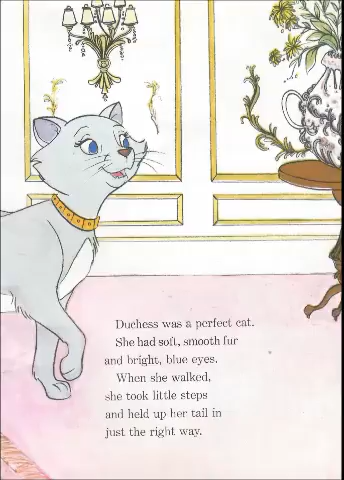 Duchess was a perfect cat.
She had soft, smooth fur
and bright, blue eyes.
When she walked,
she took little steps
and held up her tail in
just the right way.